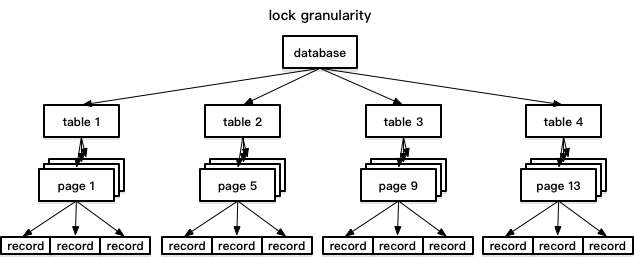 lock granularity
database
table 1
table 2
table 3
table 4
page 1
page 5
page 9
page 13
record record record
record record record
record record record
record record record